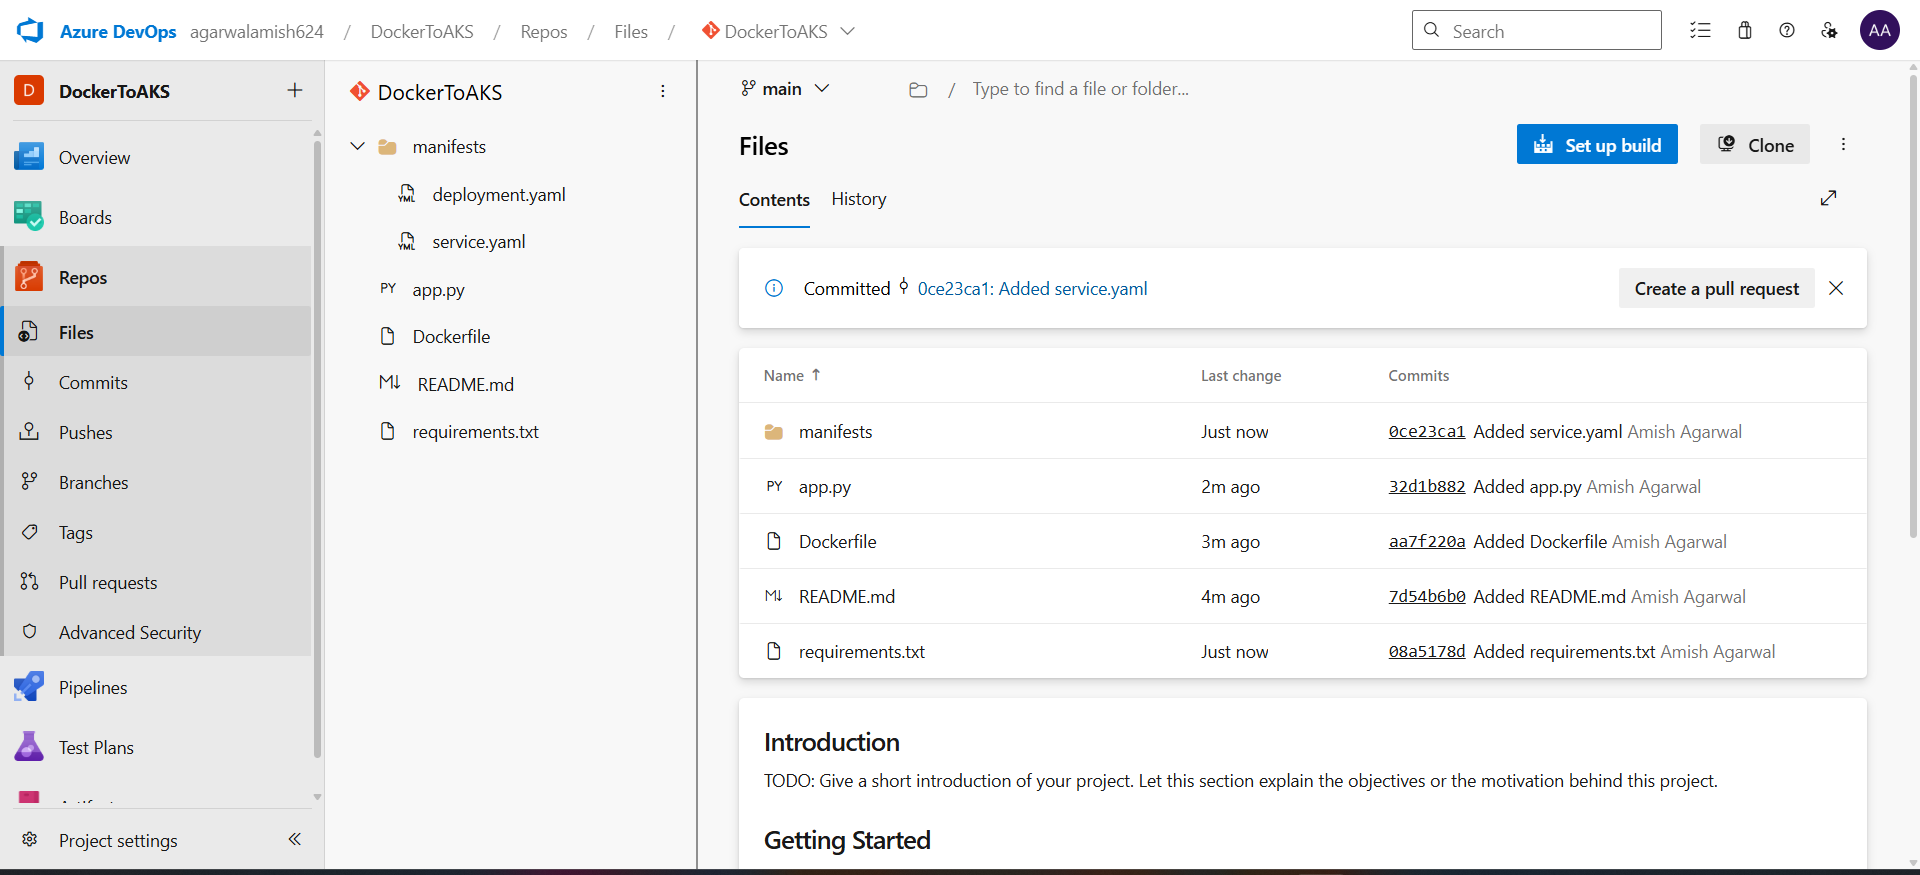 Azure DevOps agarwalamish624 / DockerToAKS / Repos / Files / DockerToAKS
Search
AA
D DockerToAKS
Overview
Boards
Repos
Files
Commits
Pushes
Branches
Tags
Pull requests
Advanced Security
Pipelines
Test Plans
Project settings
DockerToAKS
manifests
YML deployment.yaml
YML service.yaml
PY app.py
Dockerfile
M↓ README.md
requirements.txt
main / Type to find a file or folder...
Files
Set up build
Clone
Contents History
Committed 0ce23ca1: Added service.yaml
Create a pull request
Name ↑ Last change Commits
manifests Just now 0ce23ca1 Added service.yaml Amish Agarwal
PY app.py 2m ago 32d1b882 Added app.py Amish Agarwal
Dockerfile 3m ago aa7f220a Added Dockerfile Amish Agarwal
M↓ README.md 4m ago 7d54b6b0 Added README.md Amish Agarwal
requirements.txt Just now 08a5178d Added requirements.txt Amish Agarwal
Introduction
TODO: Give a short introduction of your project. Let this section explain the objectives or the motivation behind this project.
Getting Started